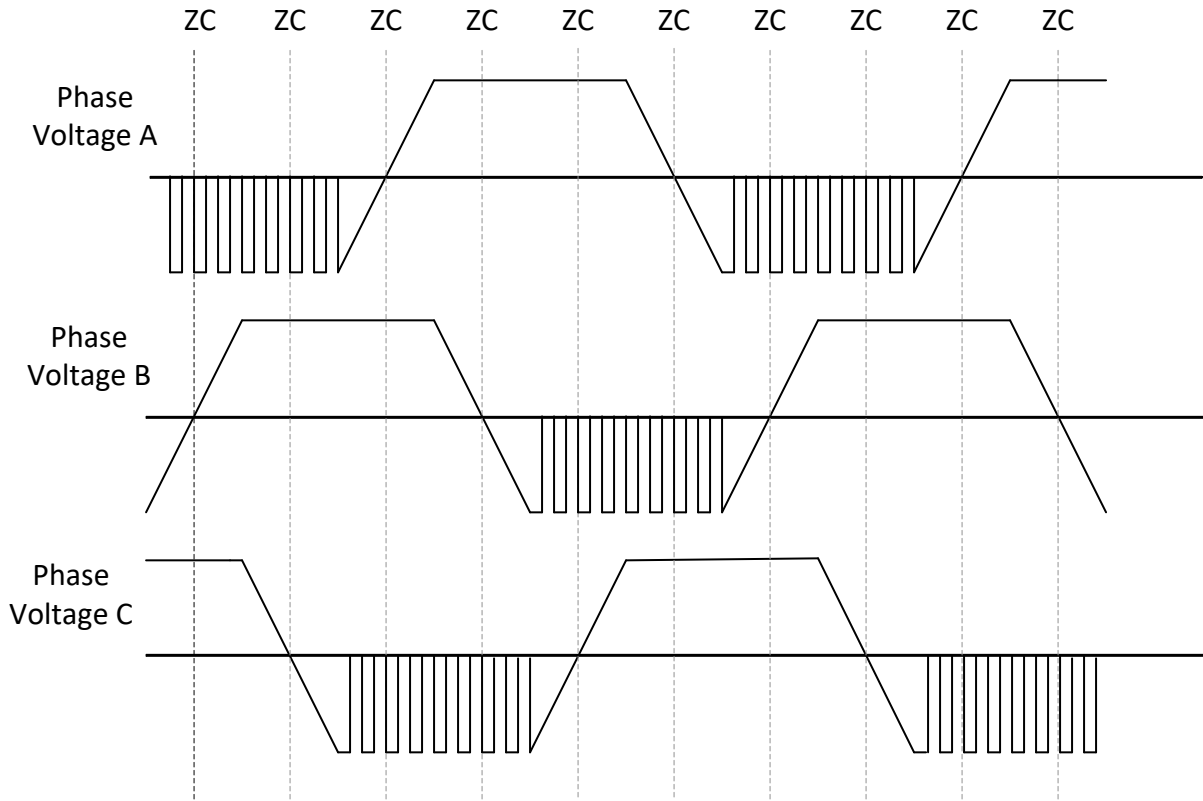 ZC ZC ZC ZC ZC ZC ZC ZC ZC ZC
Phase
Voltage A
Phase
Voltage B
Phase
Voltage C